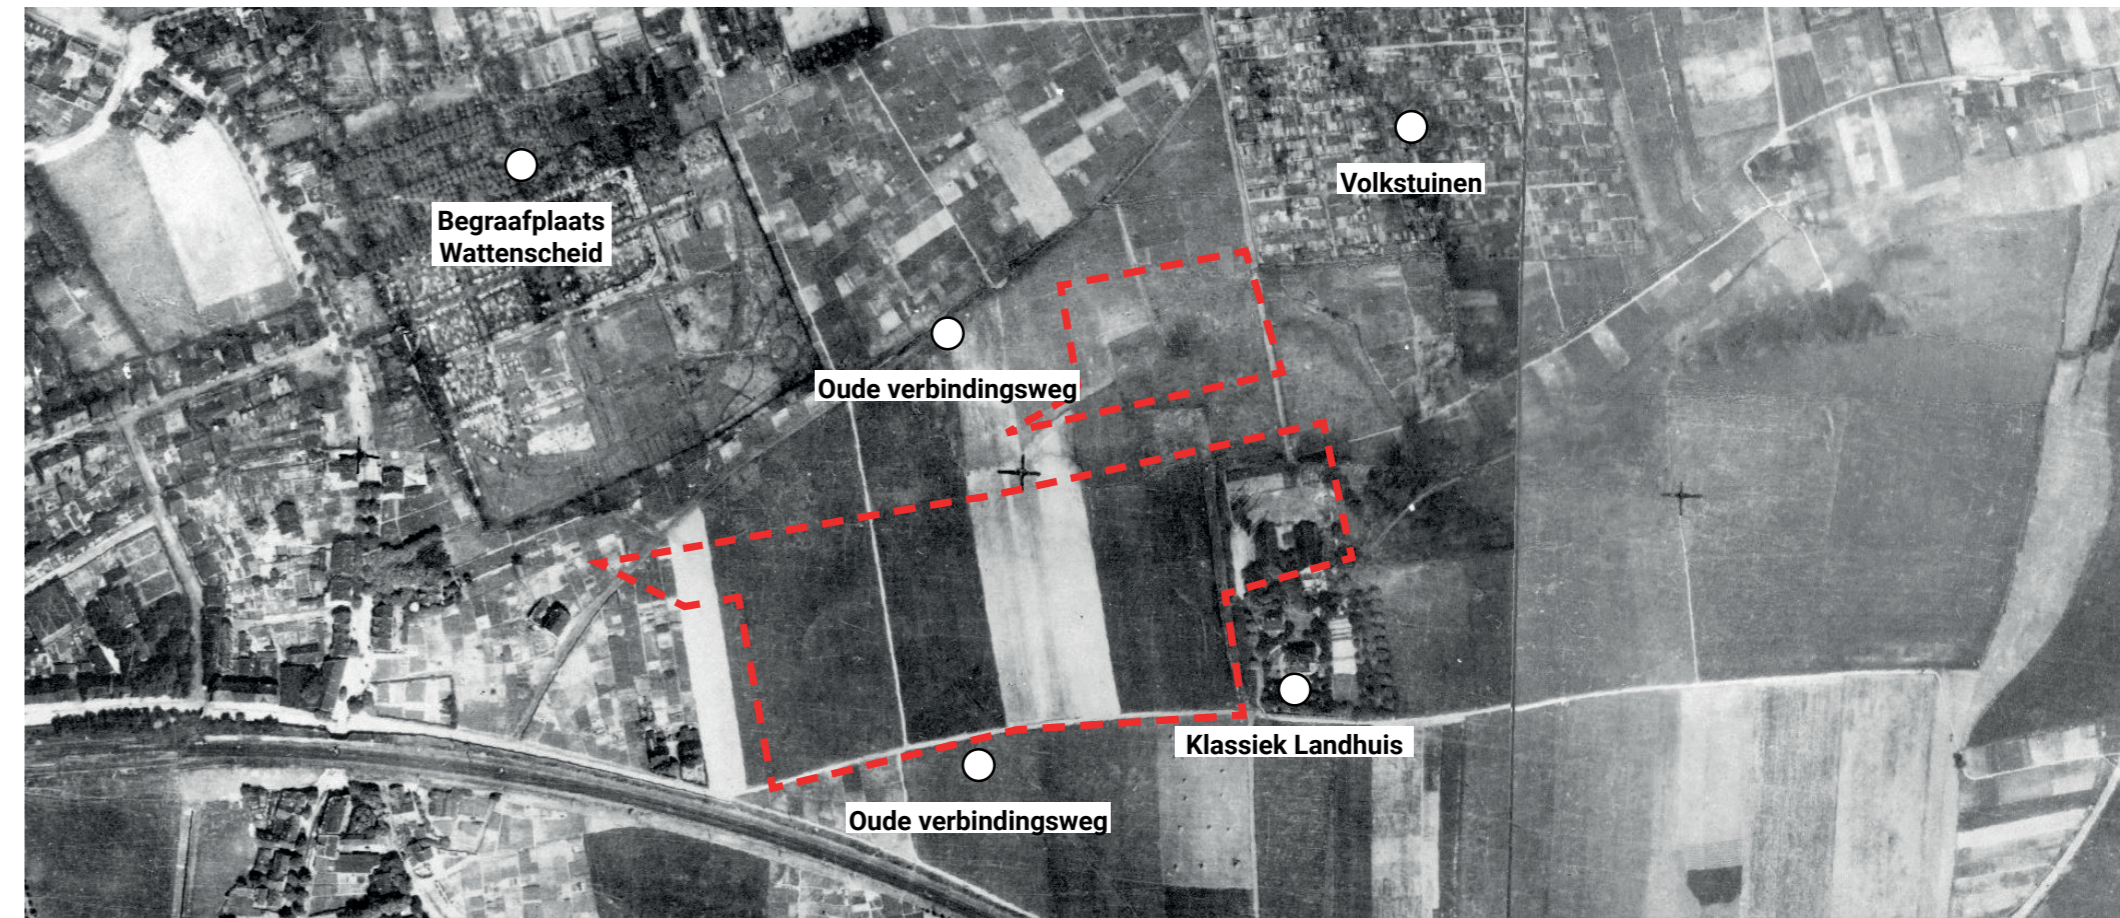 Volkstuinen
Begraafplaats
Wattenscheid
Oude verbindingsweg
Klassiek Landhuis
Oude verbindingsweg